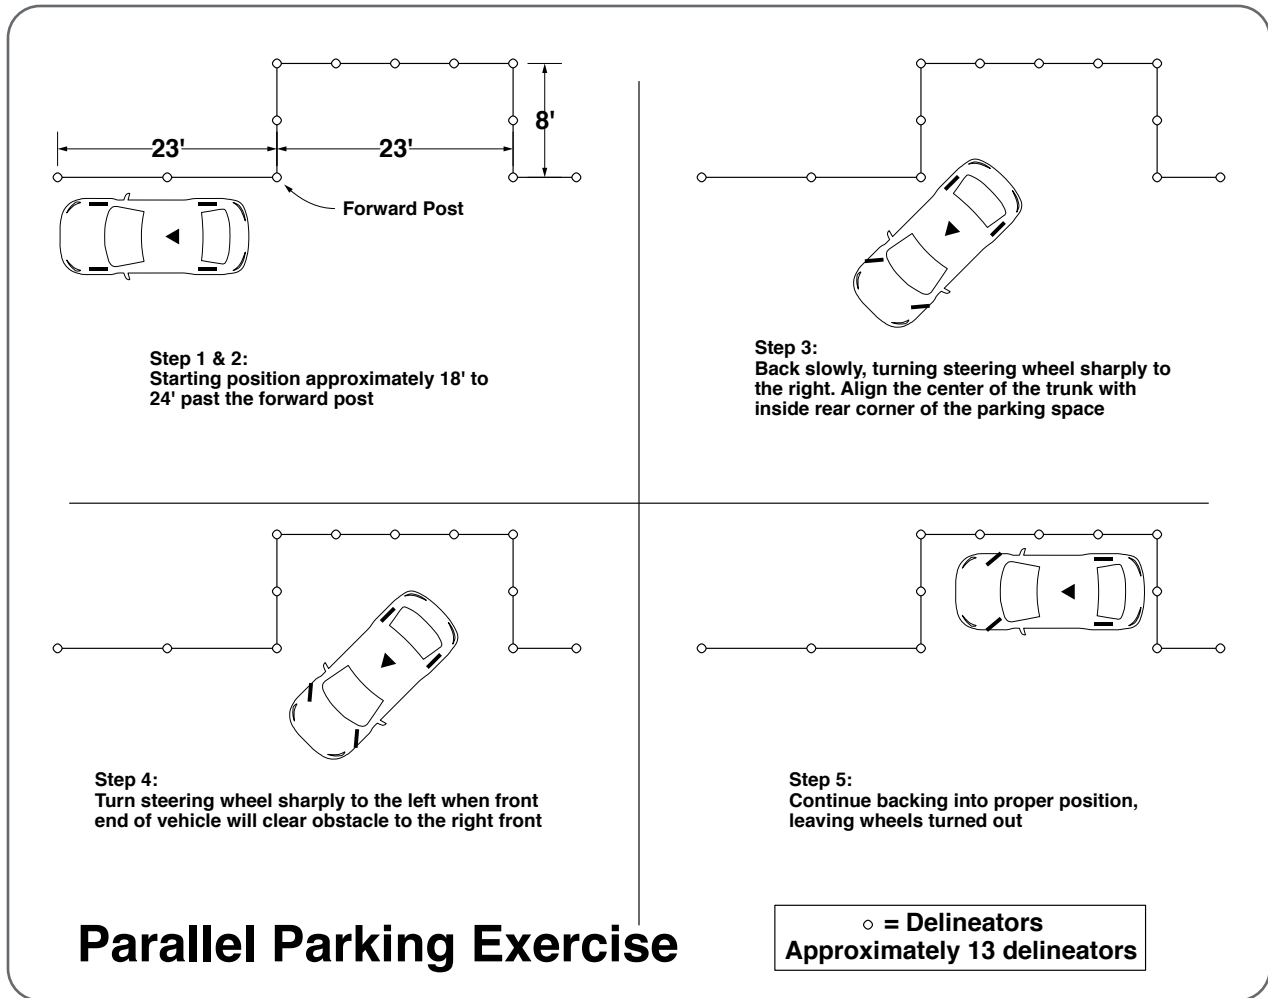 23'
23'
8'
Forward Post
Step 1 & 2:
Starting position approximately 18' to
24' past the forward post
Step 3:
Back slowly, turning steering wheel sharply to
the right. Align the center of the trunk with
inside rear corner of the parking space
Step 4:
Turn steering wheel sharply to the left when front
end of vehicle will clear obstacle to the right front
Step 5:
Continue backing into proper position,
leaving wheels turned out
Parallel Parking Exercise
= Delineators
Approximately 13 delineators